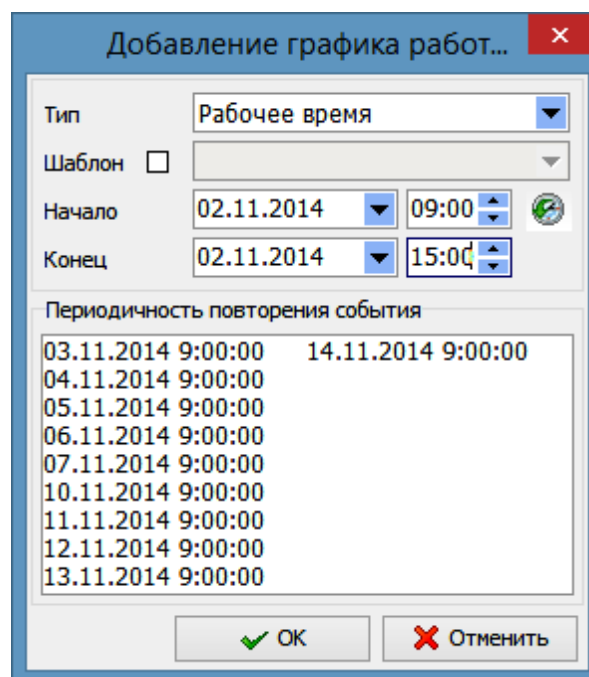 Добавление графика работ...
Тип Рабочее время
Шаблон
Начало 02.11.2014 09:00
Конец 02.11.2014 15:00
Периодичность повторения события
03.11.2014 9:00:00 14.11.2014 9:00:00
04.11.2014 9:00:00
05.11.2014 9:00:00
06.11.2014 9:00:00
07.11.2014 9:00:00
10.11.2014 9:00:00
11.11.2014 9:00:00
12.11.2014 9:00:00
13.11.2014 9:00:00
OK Отменить